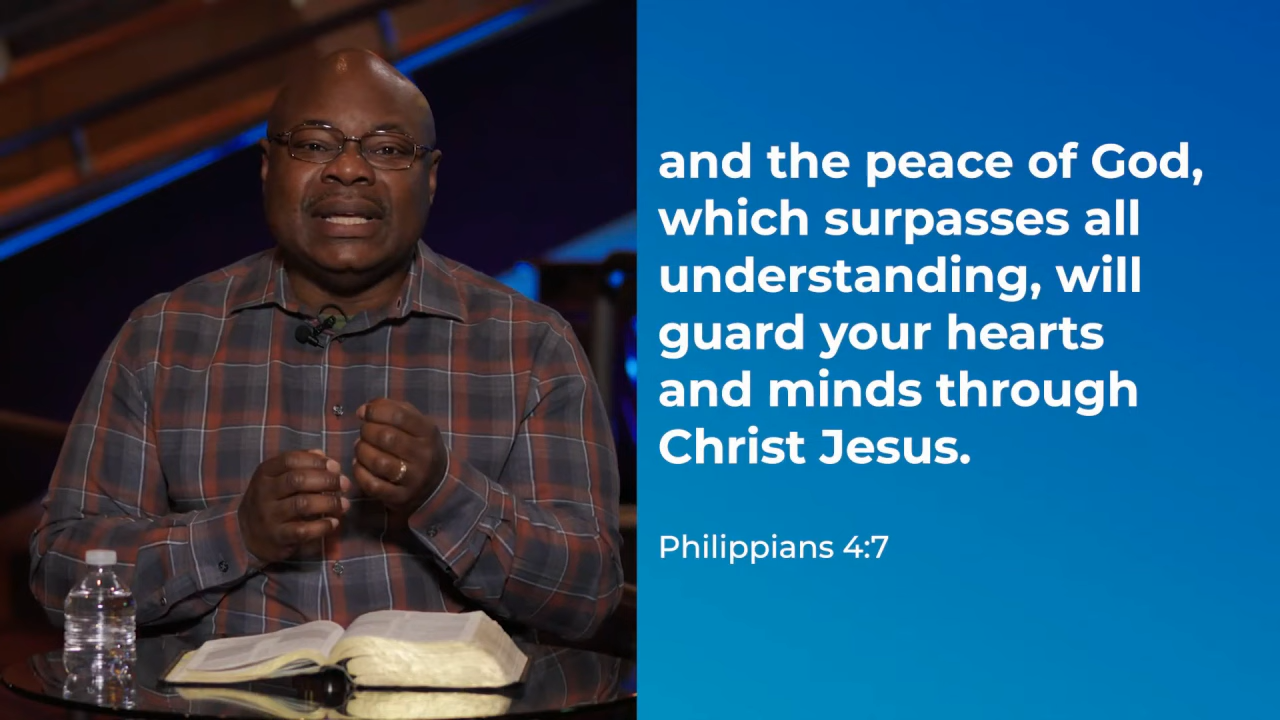 and the peace of God,
which surpasses all
understanding, will
guard your hearts
and minds through
Christ Jesus.
Philippians 4:7